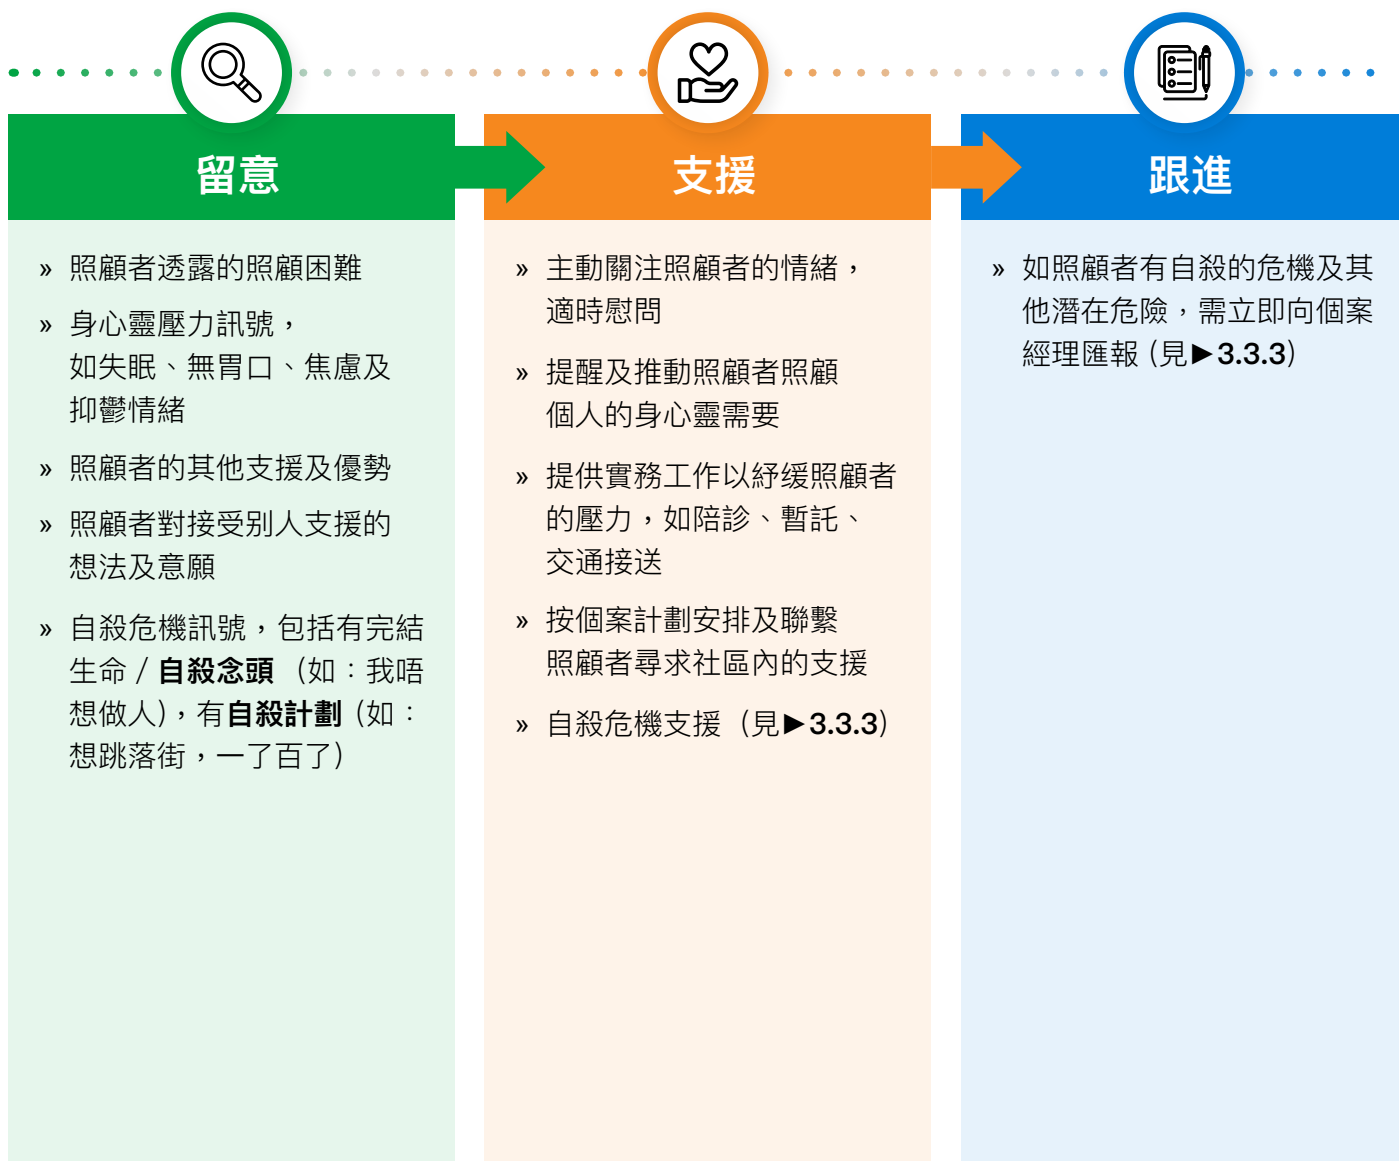 留意
» 照顧者透露的照顧困難
» 身心靈壓力訊號，
如失眠、無胃口、焦慮及
抑鬱情緒
» 照顧者的其他支援及優勢
» 照顧者對接受別人支援的
想法及意願
» 自殺危機訊號，包括有完結
生命 / 自殺念頭 （如：我唔
想做人），有自殺計劃（如：
想跳落街，一了百了）
支援
» 主動關注照顧者的情緒，
適時慰問
» 提醒及推動照顧者照顧
個人的身心靈需要
» 提供實務工作以紓緩照顧者
的壓力，如陪診、暫託、
交通接送
» 按個案計劃安排及聯繫
照顧者尋求社區內的支援
» 自殺危機支援（見▶3.3.3）
跟進
» 如照顧者有自殺的危機及其
他潛在危險，需立即向個案
經理匯報（見▶3.3.3）